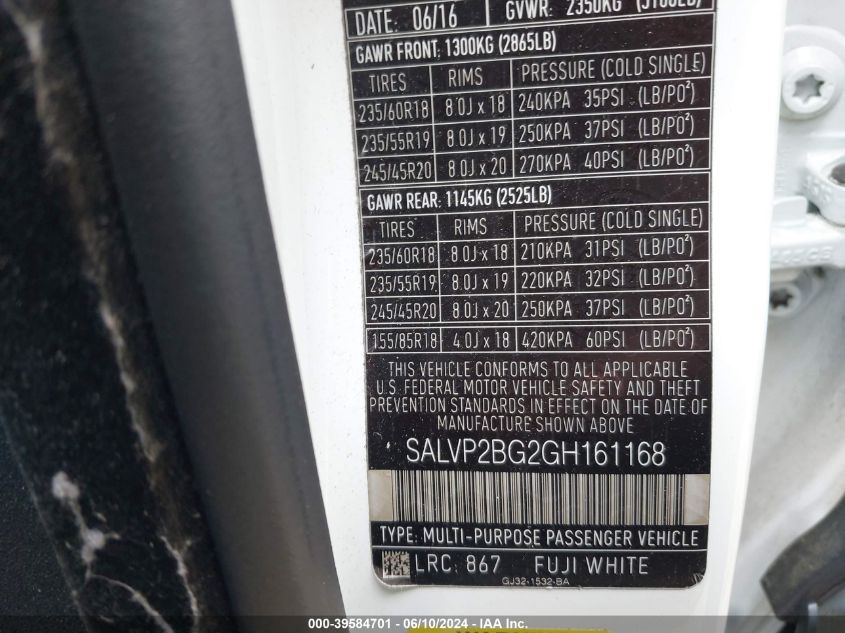 DATE: 06/16 GVWR: 2350KG
GAWR FRONT: 1300KG (2865LB)
TIRES RIMS PRESSURE (COLD SINGLE)
235/60R18 8.0J x 18 240KPA 35PSI (LB/PO²)
235/55R19 8.0J x 19 250KPA 37PSI (LB/PO²)
245/45R20 8.0J x 20 270KPA 40PSI (LB/PO²)
GAWR REAR: 1145KG (2525LB)
TIRES RIMS PRESSURE (COLD SINGLE)
235/60R18 8.0J x 18 210KPA 31PSI (LB/PO²)
235/55R19 8.0J x 19 220KPA 32PSI (LB/PO²)
245/45R20 8.0J x 20 250KPA 37PSI (LB/PO²)
155/85R18 4.0J x 18 420KPA 60PSI (LB/PO²)
THIS VEHICLE CONFORMS TO ALL APPLICABLE
U.S. FEDERAL MOTOR VEHICLE SAFETY AND THEFT
PREVENTION STANDARDS IN EFFECT ON THE DATE OF
MANUFACTURE SHOWN ABOVE
SALVP2BG2GH161168
TYPE: MULTI-PURPOSE PASSENGER VEHICLE
LRC: 867 FUJI WHITE
GJ32-1532-BA
000-39584701 - 06/10/2024 - IAA Inc.